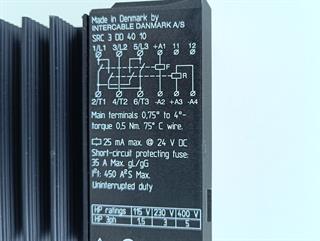 Made in Denmark by
INTERCABLE DANMARK A/S
SRC 3 DD 40 10
1/L1 3/L2 5/L3 +A1 11 12
F
R
2/T1 4/T2 6/T3 -A2 +A3 -A4
Main terminals 0,75° to 4°-
torque 0,5 Nm. 75° C wire.
25 mA max. @ 24 V DC
Short-circuit protecting fuse:
35 A max. gL/gG
I²t: 450 A²S Max.
Uninterrupted duty
HP ratings 115 V 230 V 400 V
HP 3ph 1.5 3 5